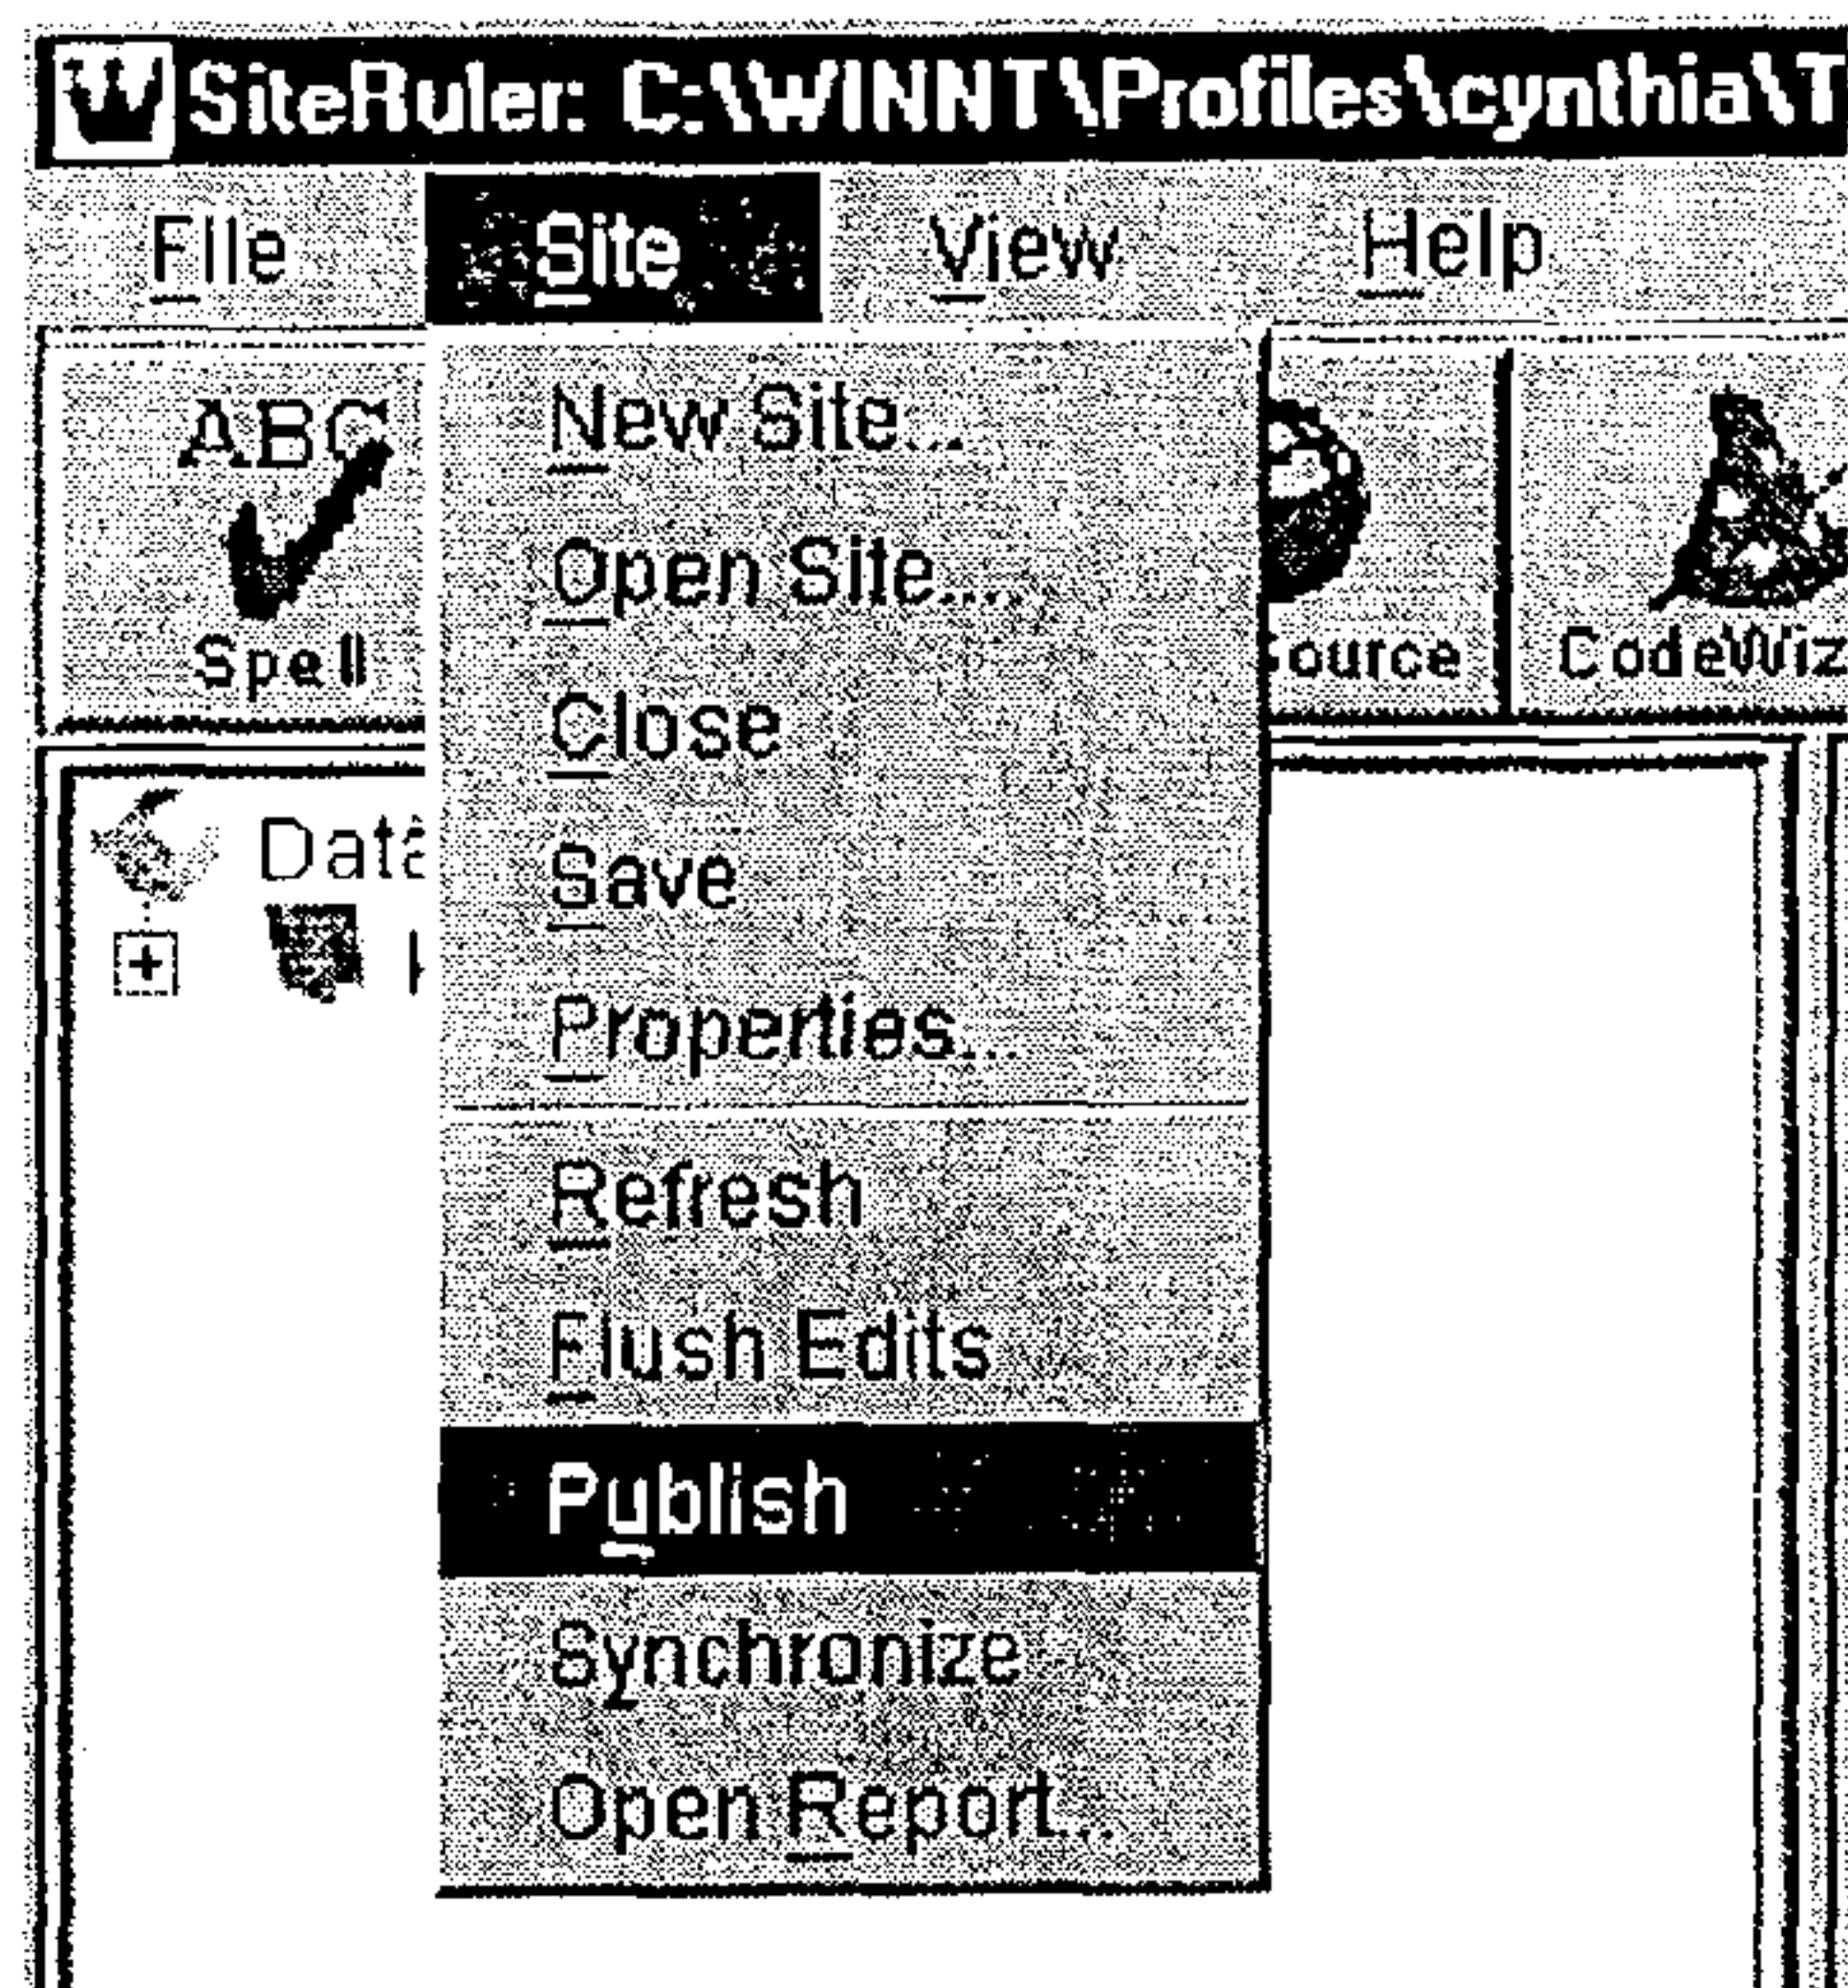 SiteRuler: C:\WINNT\Profiles\cynthia\T
File Site View Help
ABC
Spell ource CodeWiz
New Site...
Open Site...
Close
Save
Properties...
Refresh
Flush Edits
Publish
Synchronize
Open Report...
Data